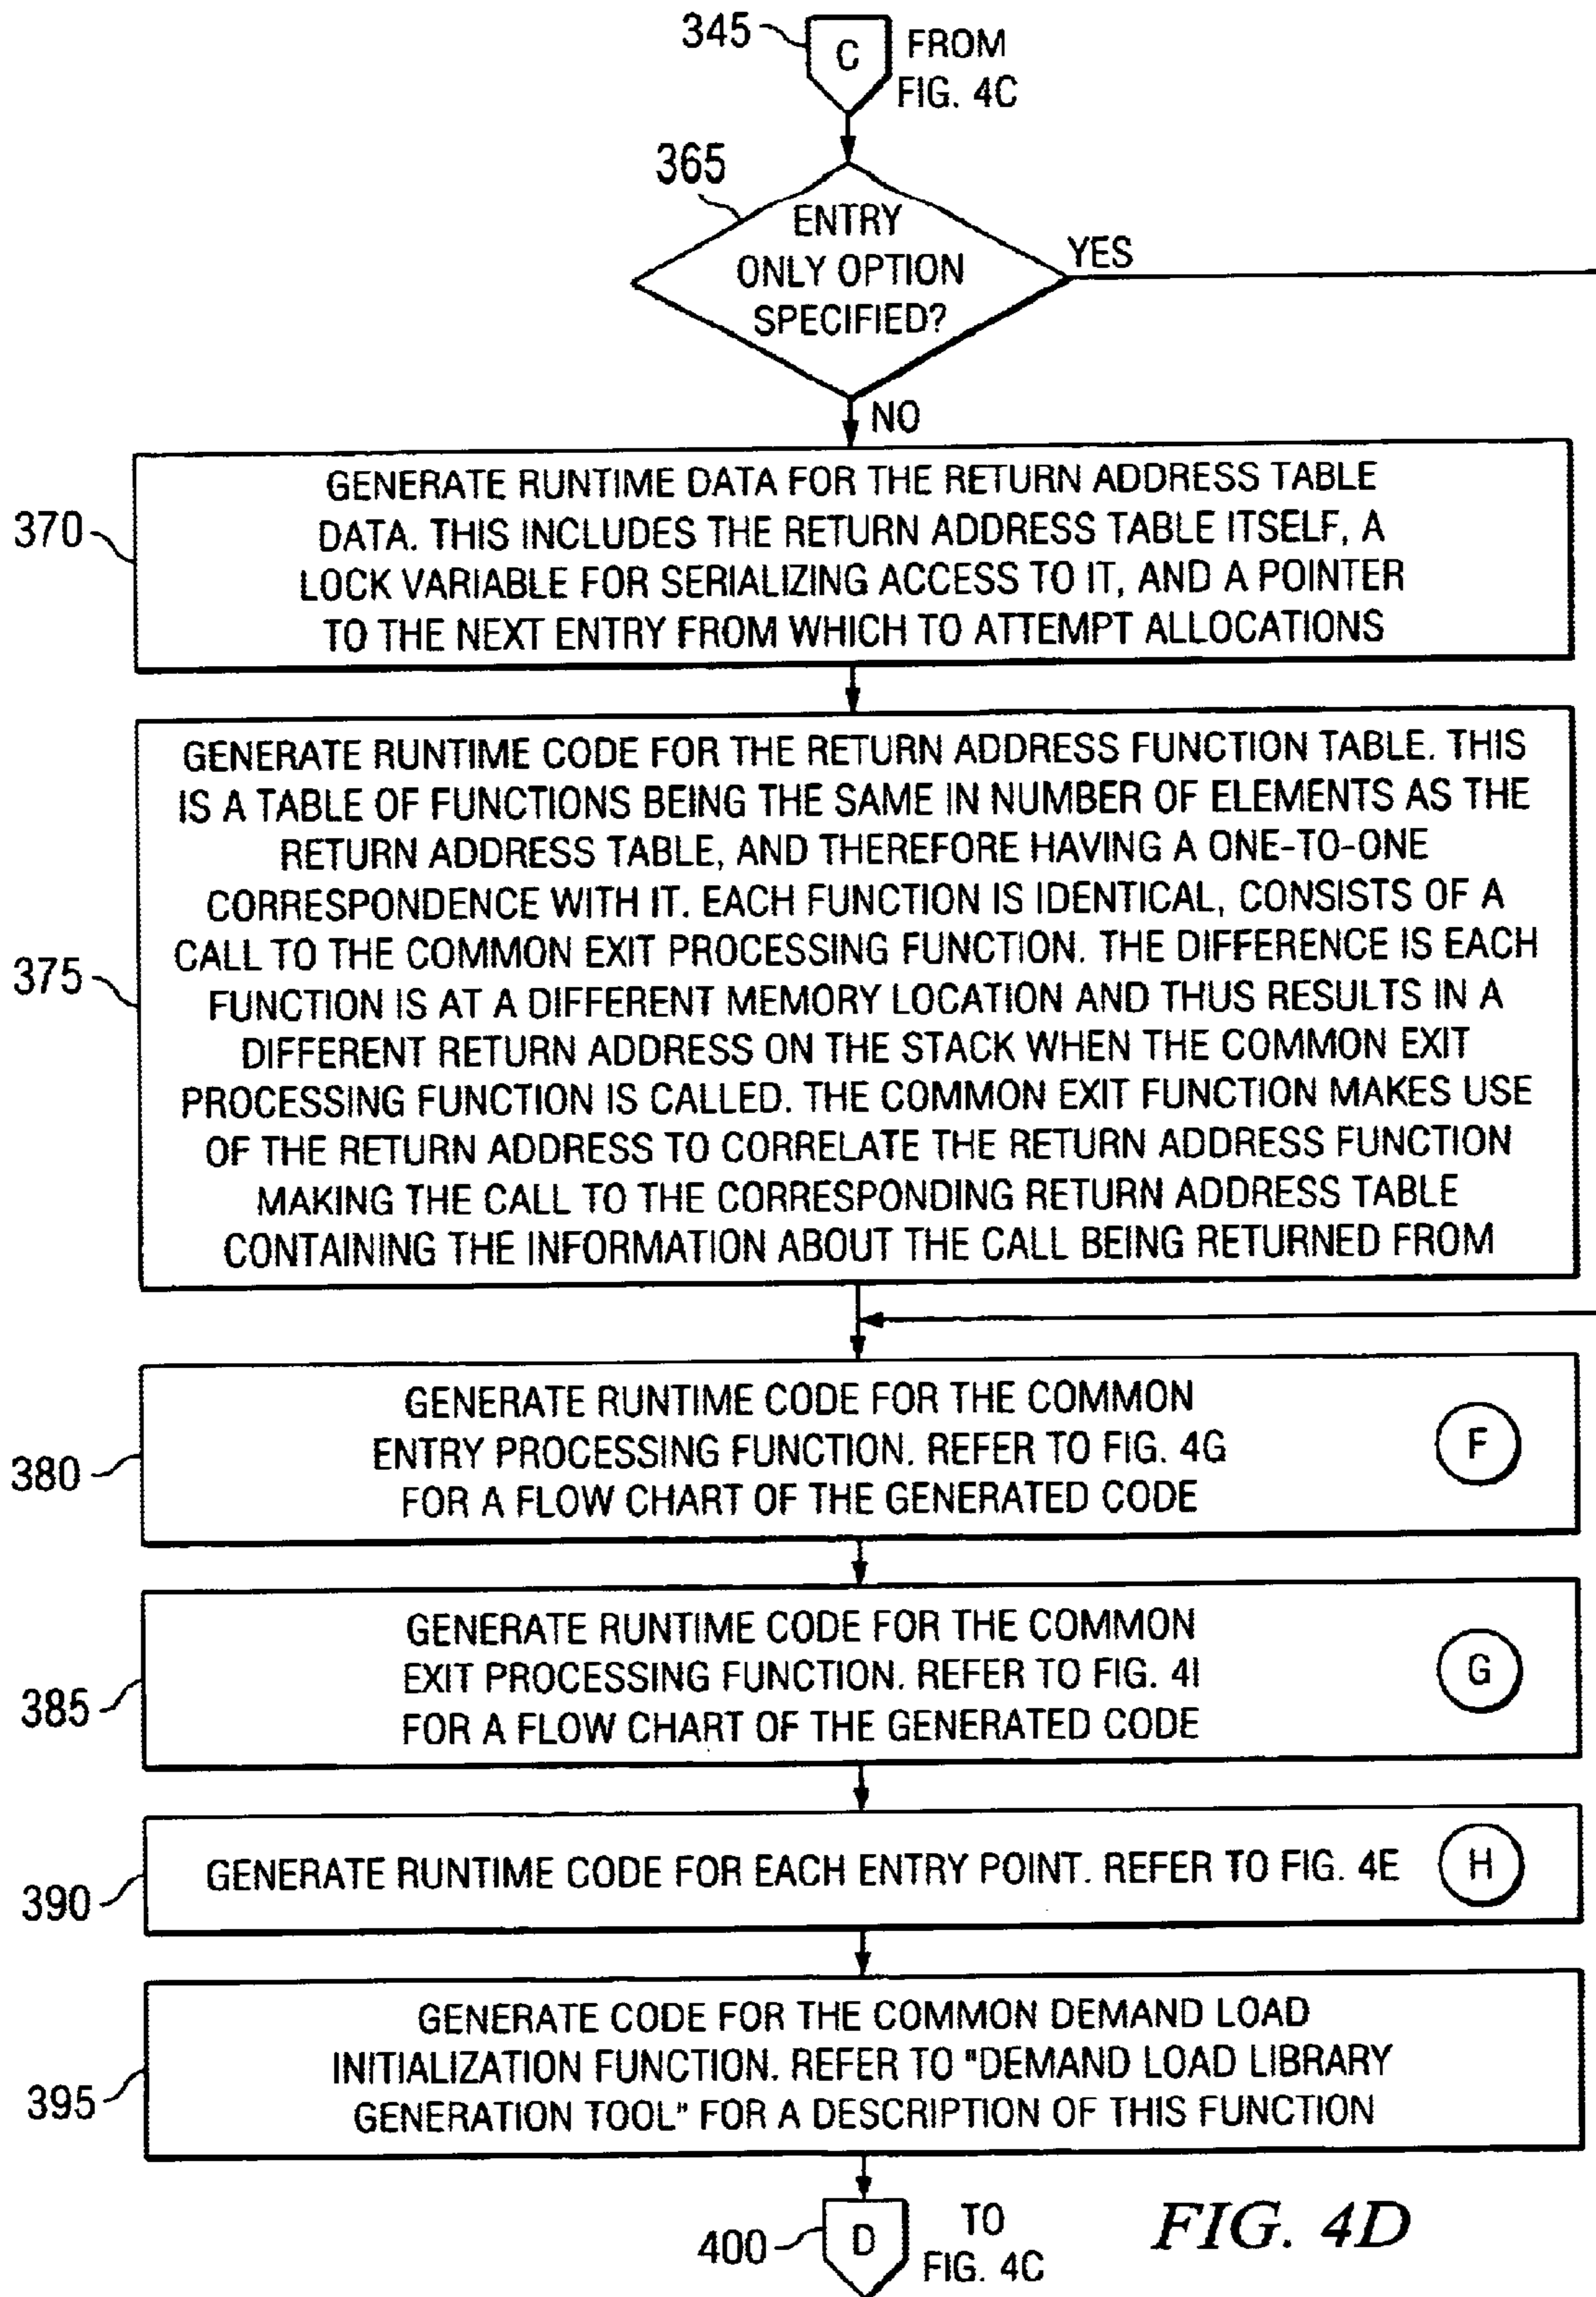 345
C
FROM
FIG. 4C
365
ENTRY
ONLY OPTION
SPECIFIED?
YES
NO
370
GENERATE RUNTIME DATA FOR THE RETURN ADDRESS TABLE
DATA. THIS INCLUDES THE RETURN ADDRESS TABLE ITSELF, A
LOCK VARIABLE FOR SERIALIZING ACCESS TO IT, AND A POINTER
TO THE NEXT ENTRY FROM WHICH TO ATTEMPT ALLOCATIONS
375
GENERATE RUNTIME CODE FOR THE RETURN ADDRESS FUNCTION TABLE. THIS
IS A TABLE OF FUNCTIONS BEING THE SAME IN NUMBER OF ELEMENTS AS THE
RETURN ADDRESS TABLE, AND THEREFORE HAVING A ONE-TO-ONE
CORRESPONDENCE WITH IT. EACH FUNCTION IS IDENTICAL, CONSISTS OF A
CALL TO THE COMMON EXIT PROCESSING FUNCTION. THE DIFFERENCE IS EACH
FUNCTION IS AT A DIFFERENT MEMORY LOCATION AND THUS RESULTS IN A
DIFFERENT RETURN ADDRESS ON THE STACK WHEN THE COMMON EXIT
PROCESSING FUNCTION IS CALLED. THE COMMON EXIT FUNCTION MAKES USE
OF THE RETURN ADDRESS TO CORRELATE THE RETURN ADDRESS FUNCTION
MAKING THE CALL TO THE CORRESPONDING RETURN ADDRESS TABLE
CONTAINING THE INFORMATION ABOUT THE CALL BEING RETURNED FROM
380
GENERATE RUNTIME CODE FOR THE COMMON
ENTRY PROCESSING FUNCTION. REFER TO FIG. 4G
FOR A FLOW CHART OF THE GENERATED CODE
F
385
GENERATE RUNTIME CODE FOR THE COMMON
EXIT PROCESSING FUNCTION. REFER TO FIG. 4I
FOR A FLOW CHART OF THE GENERATED CODE
G
390
GENERATE RUNTIME CODE FOR EACH ENTRY POINT. REFER TO FIG. 4E
H
395
GENERATE CODE FOR THE COMMON DEMAND LOAD
INITIALIZATION FUNCTION. REFER TO "DEMAND LOAD LIBRARY
GENERATION TOOL" FOR A DESCRIPTION OF THIS FUNCTION
400
D
TO
FIG. 4C
FIG. 4D